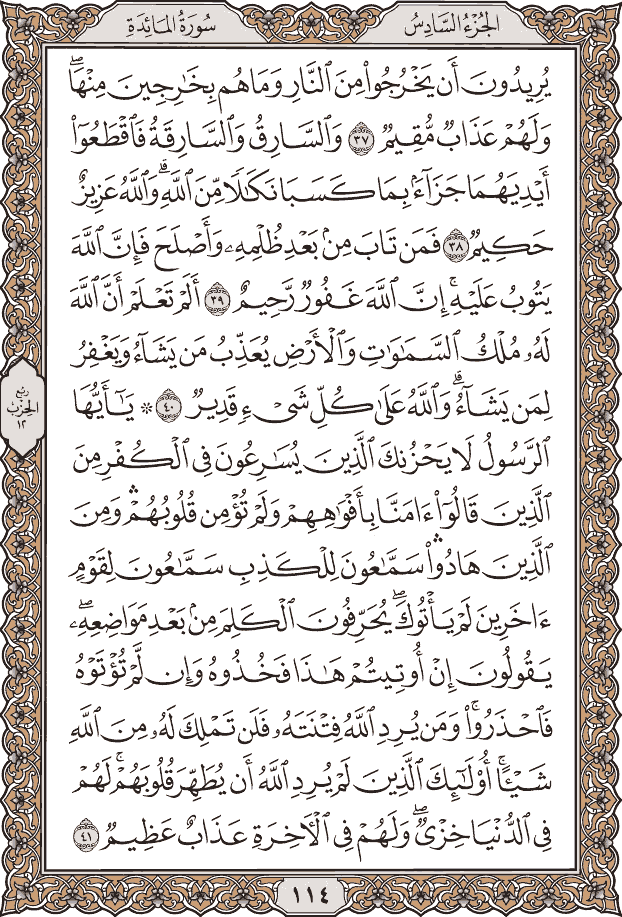 الجُزْءُ السَّادِسُ
سُورَةُ المَائِدَةِ
يُرِيدُونَ أَن يَخْرُجُوا۟ مِنَ ٱلنَّارِ وَمَا هُم بِخَٰرِجِينَ مِنْهَاۖ
وَلَهُمْ عَذَابٌ مُّقِيمٌ ٣٧ وَٱلسَّارِقُ وَٱلسَّارِقَةُ فَٱقْطَعُوٓا۟
أَيْدِيَهُمَا جَزَآءًۢ بِمَا كَسَبَا نَكَٰلًا مِّنَ ٱللَّهِۗ وَٱللَّهُ عَزِيزٌ
حَكِيمٌ ٣٨ فَمَن تَابَ مِنۢ بَعْدِ ظُلْمِهِۦ وَأَصْلَحَ فَإِنَّ ٱللَّهَ
يَتُوبُ عَلَيْهِۚ إِنَّ ٱللَّهَ غَفُورٌ رَّحِيمٌ ٣٩ أَلَمْ تَعْلَمْ أَنَّ ٱللَّهَ
لَهُۥ مُلْكُ ٱلسَّمَٰوَٰتِ وَٱلْأَرْضِ يُعَذِّبُ مَن يَشَآءُ وَيَغْفِرُ
لِمَن يَشَآءُۗ وَٱللَّهُ عَلَىٰ كُلِّ شَىْءٍ قَدِيرٌ ٤٠ ۞ يَٰٓأَيُّهَا
ٱلرَّسُولُ لَا يَحْزُنكَ ٱلَّذِينَ يُسَٰرِعُونَ فِى ٱلْكُفْرِ مِنَ
ٱلَّذِينَ قَالُوٓا۟ ءَامَنَّا بِأَفْوَٰهِهِمْ وَلَمْ تُؤْمِن قُلُوبُهُمْۛ وَمِنَ
ٱلَّذِينَ هَادُوا۟ۛ سَمَّٰعُونَ لِلْكَذِبِ سَمَّٰعُونَ لِقَوْمٍ
ءَاخَرِينَ لَمْ يَأْتُوكَۖ يُحَرِّفُونَ ٱلْكَلِمَ مِنۢ بَعْدِ مَوَاضِعِهِۦۖ
يَقُولُونَ إِنْ أُوتِيتُمْ هَٰذَا فَخُذُوهُ وَإِن لَّمْ تُؤْتَوْهُ
فَٱحْذَرُوا۟ۚ وَمَن يُرِدِ ٱللَّهُ فِتْنَتَهُۥ فَلَن تَمْلِكَ لَهُۥ مِنَ ٱللَّهِ
شَيْـًٔاۚ أُو۟لَٰٓئِكَ ٱلَّذِينَ لَمْ يُرِدِ ٱللَّهُ أَن يُطَهِّرَ قُلُوبَهُمْۚ لَهُمْ
فِى ٱلدُّنْيَا خِزْىٌۖ وَلَهُمْ فِى ٱلْءَاخِرَةِ عَذَابٌ عَظِيمٌ ٤١
ربع
الحزب
١٢
١١٤